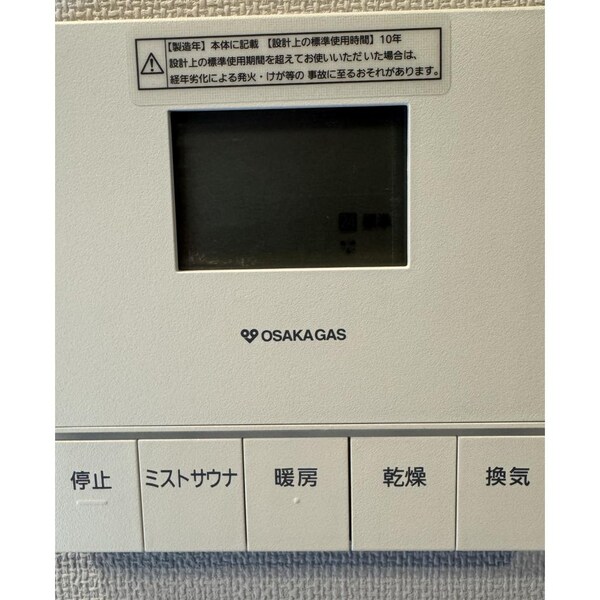 【製造年】本体に記載 【設計上の標準使用時間】10年
設計上の標準使用期間を超えてお使いいただいた場合は、
経年劣化による発火・けが等の 事故に至るおそれがあります。
OSAKA GAS
停止 ミストサウナ 暖房 乾燥 換気